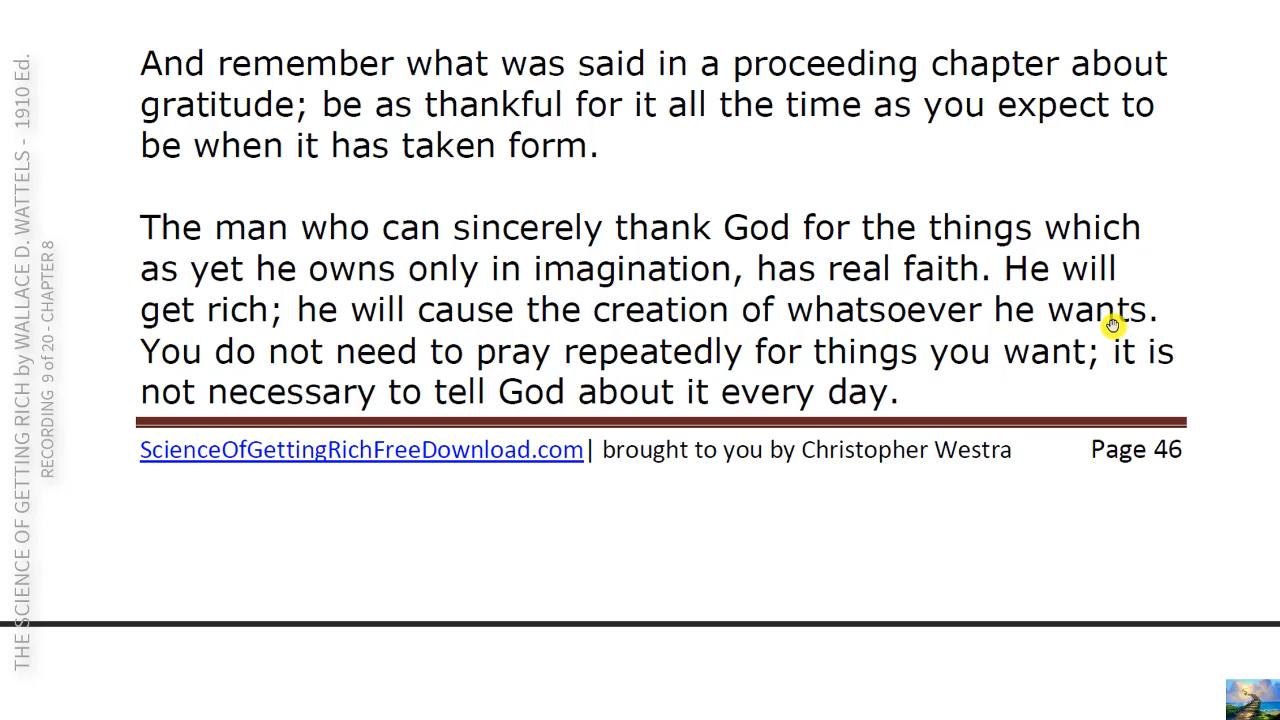 And remember what was said in a proceeding chapter about
gratitude; be as thankful for it all the time as you expect to
be when it has taken form.
The man who can sincerely thank God for the things which
as yet he owns only in imagination, has real faith. He will
get rich; he will cause the creation of whatsoever he wants.
You do not need to pray repeatedly for things you want; it is
not necessary to tell God about it every day.
ScienceOfGettingRichFreeDownload.com| brought to you by Christopher Westra Page 46
THE SCIENCE OF GETTING RICH by WALLACE D. WATTELS - 1910 Ed.
RECORDING 9 of 20 - CHAPTER 8